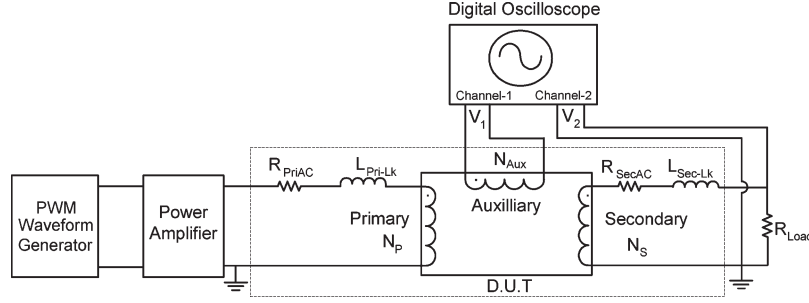 Digital Oscilloscope
Channel-1 Channel-2
V1 V2
RPriAC LPri-Lk NAux RSecAC LSec-Lk
PWM
Waveform
Generator
Power
Amplifier
Primary
NP
Auxilliary
Secondary
NS
RLoad
D.U.T